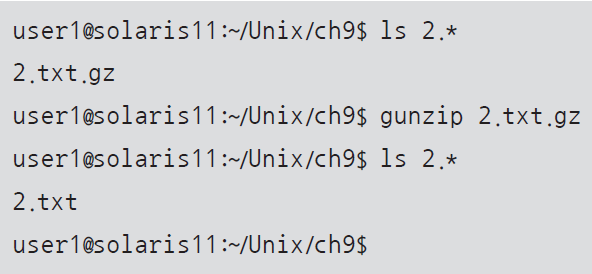 user1@solaris11:~/Unix/ch9$ ls 2.*
2.txt.gz
user1@solaris11:~/Unix/ch9$ gunzip 2.txt.gz
user1@solaris11:~/Unix/ch9$ ls 2.*
2.txt
user1@solaris11:~/Unix/ch9$